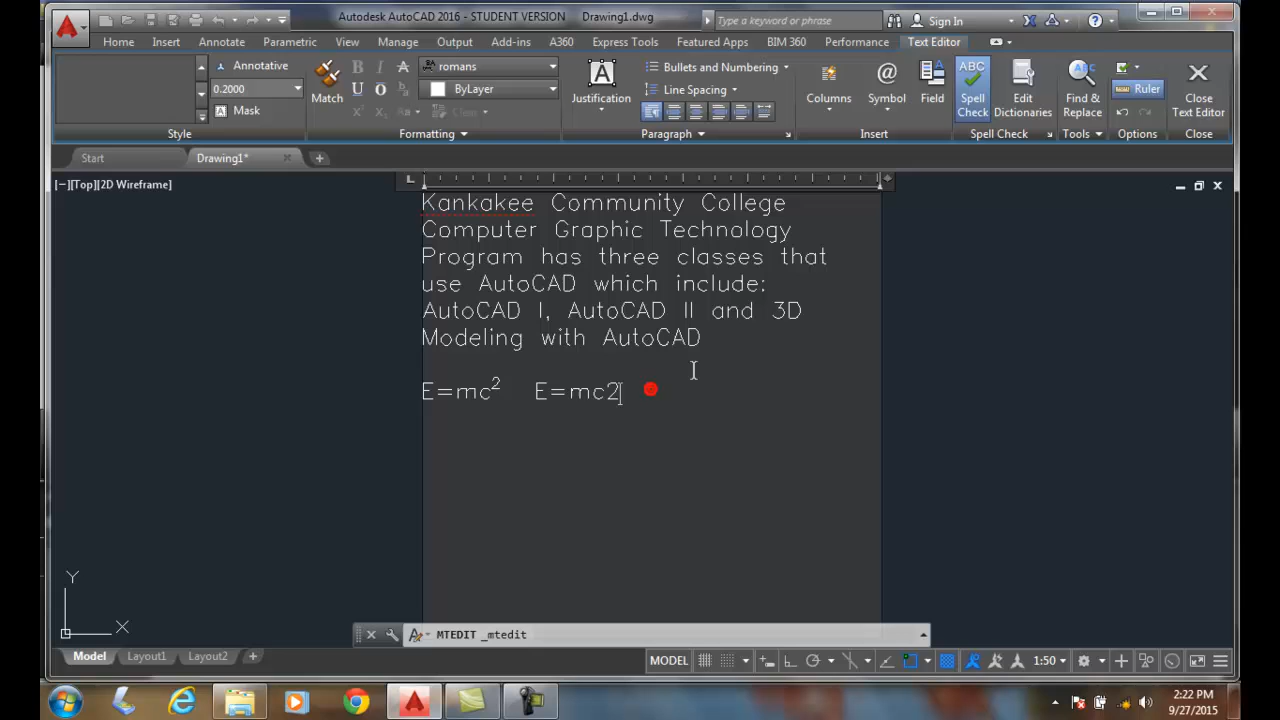 Autodesk AutoCAD 2016 - STUDENT VERSION Drawing1.dwg
Type a keyword or phrase
Sign In
Home Insert Annotate Parametric View Manage Output Add-ins A360 Express Tools Featured Apps BIM 360 Performance Text Editor
Annotative
0.2000
Mask
Style
Match
B I A
romans
U O
ByLayer
Aa
Clear
Formatting
A
Justification
Bullets and Numbering
Line Spacing
Paragraph
Columns
@
Symbol
Field
Insert
ABC
Spell
Check
Edit
Dictionaries
Spell Check
Find &
Replace
Tools
Ruler
Options
Close
Text Editor
Close
Start
Drawing1*
[−][Top][2D Wireframe]
L
Kankakee Community College
Computer Graphic Technology
Program has three classes that
use AutoCAD which include:
AutoCAD I, AutoCAD II and 3D
Modeling with AutoCAD
E=mc² E=mc2
Y
X
MTEDIT _mtedit
Model Layout1 Layout2
MODEL
1:50
2:22 PM
9/27/2015